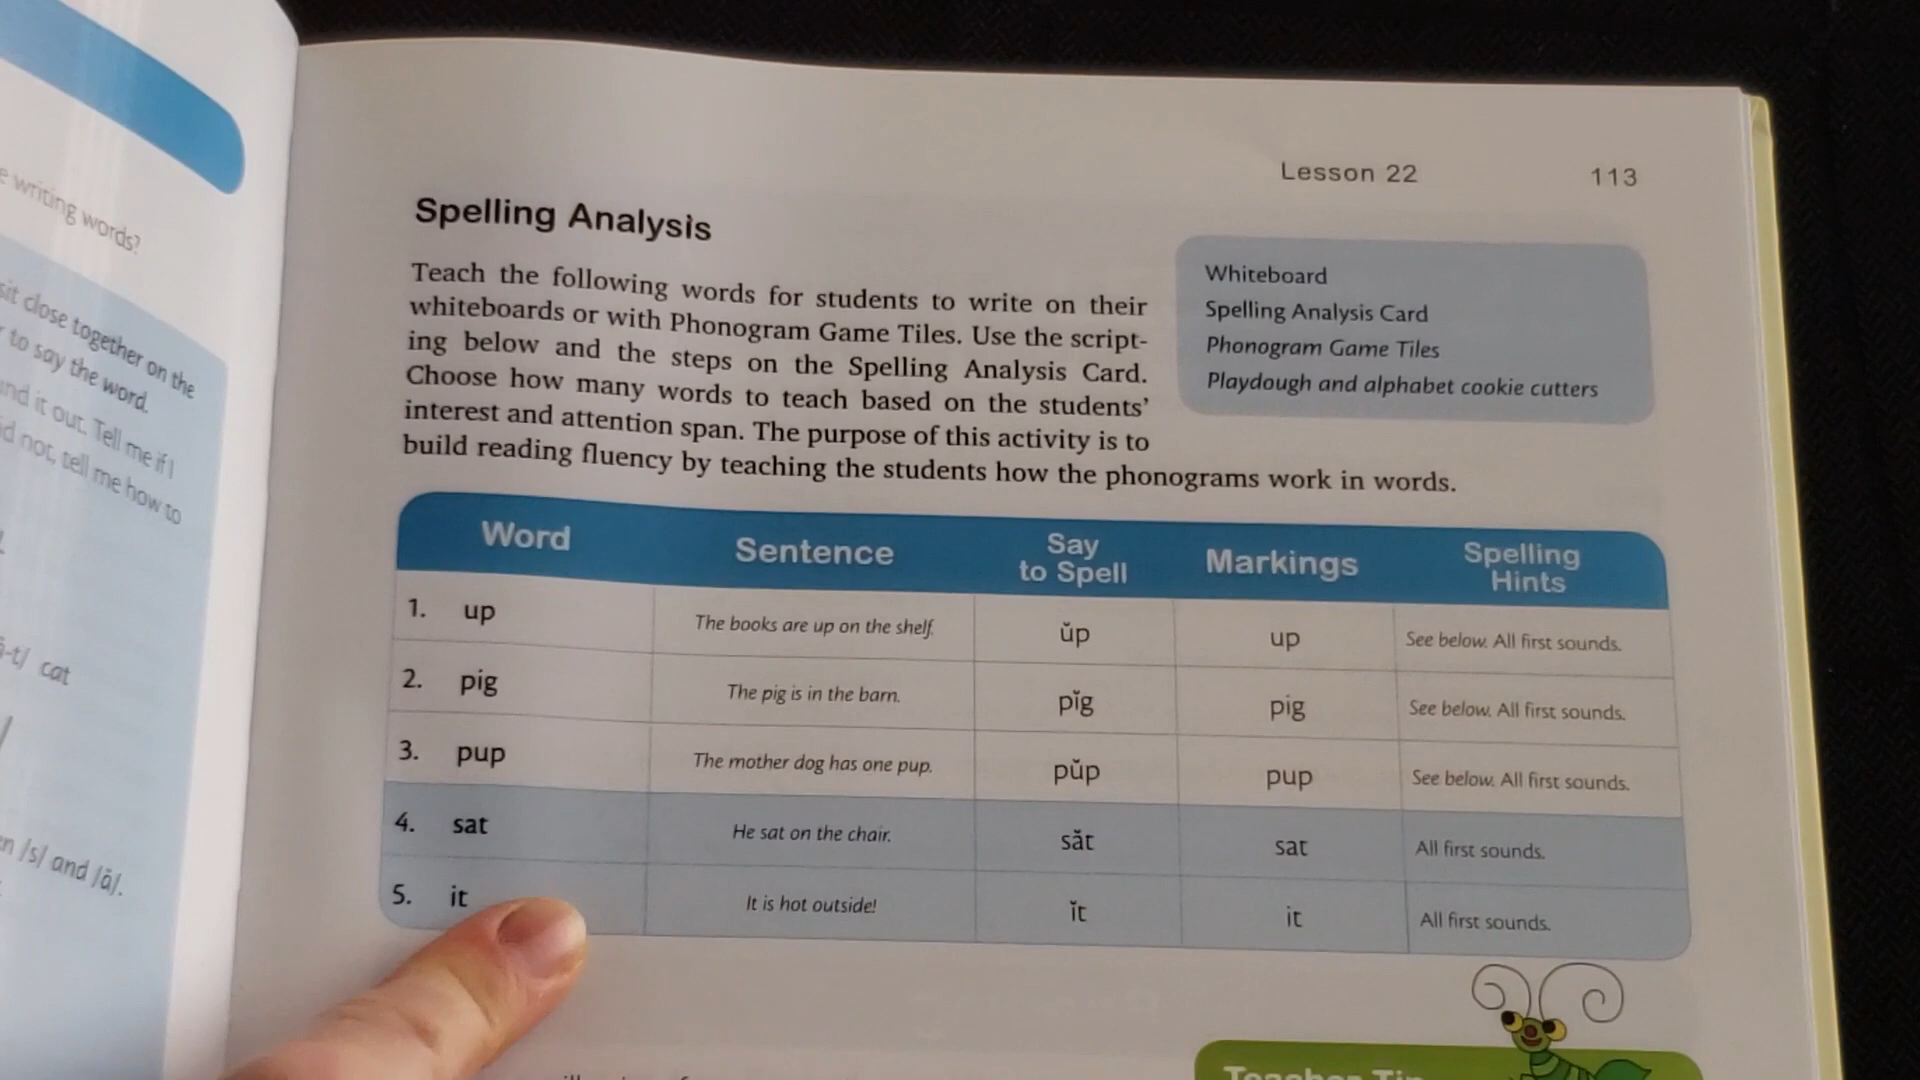 e writing words?
sit close together on the
to say the word.
and it out. Tell me if I
did not, tell me how to
cat
en /s/ and /ă/.
Lesson 22 113
Spelling Analysis
Teach the following words for students to write on their
whiteboards or with Phonogram Game Tiles. Use the script-
ing below and the steps on the Spelling Analysis Card.
Choose how many words to teach based on the students'
interest and attention span. The purpose of this activity is to
build reading fluency by teaching the students how the phonograms work in words.
Whiteboard
Spelling Analysis Card
Phonogram Game Tiles
Playdough and alphabet cookie cutters
Word Sentence Say to Spell Markings Spelling Hints
1. up The books are up on the shelf. ŭp up See below. All first sounds.
2. pig The pig is in the barn. pĭg pig See below. All first sounds.
3. pup The mother dog has one pup. pŭp pup See below. All first sounds.
4. sat He sat on the chair. săt sat All first sounds.
5. it It is hot outside! ĭt it All first sounds.
Teacher Tip